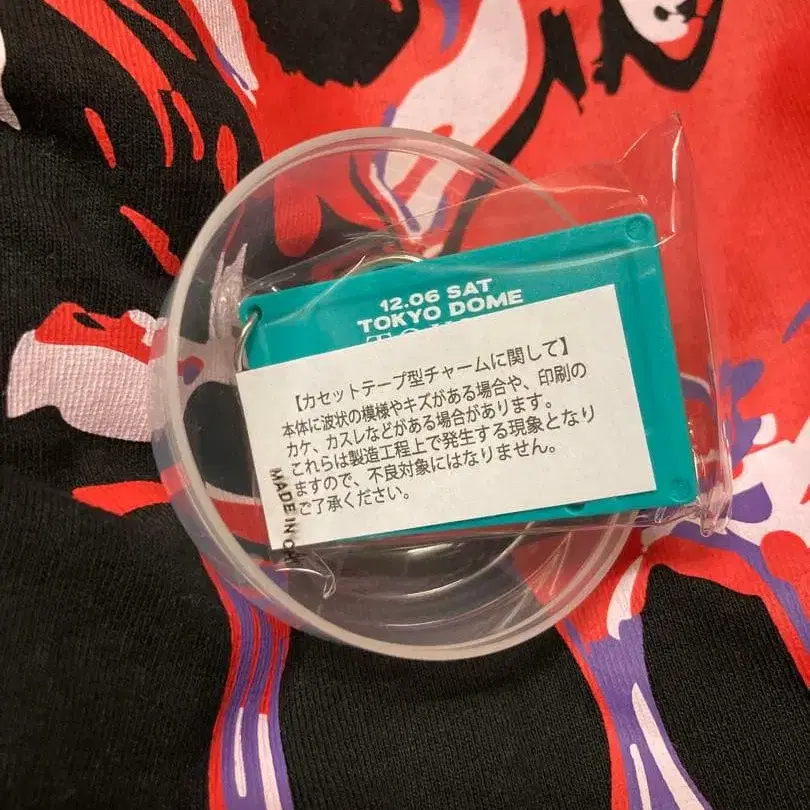 12.06 SAT
TOKYO DOME
【カセットテープ型チャームに関して】
本体に波状の模様やキズがある場合や、印刷の
カケ、カスレなどがある場合があります。
これらは製造工程上で発生する現象となり
ますので、不良対象にはなりません。
ご了承ください。
MADE IN